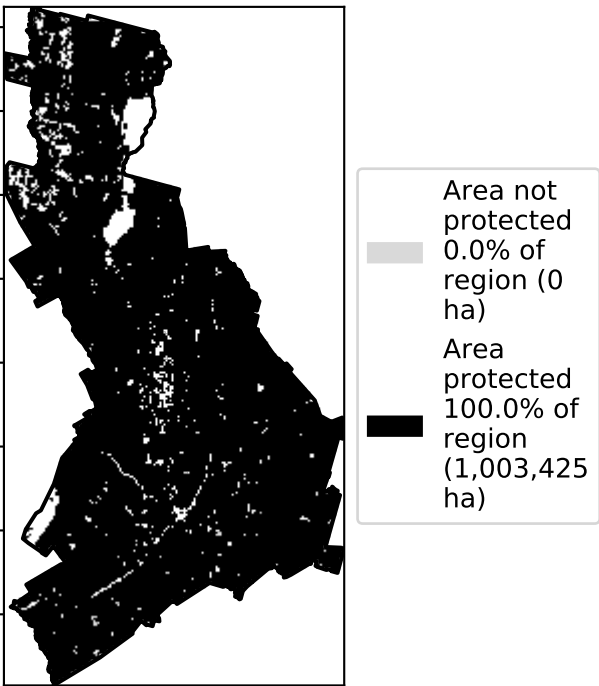 Area not
protected
0.0% of
region (0
ha)
Area
protected
100.0% of
region
(1,003,425
ha)